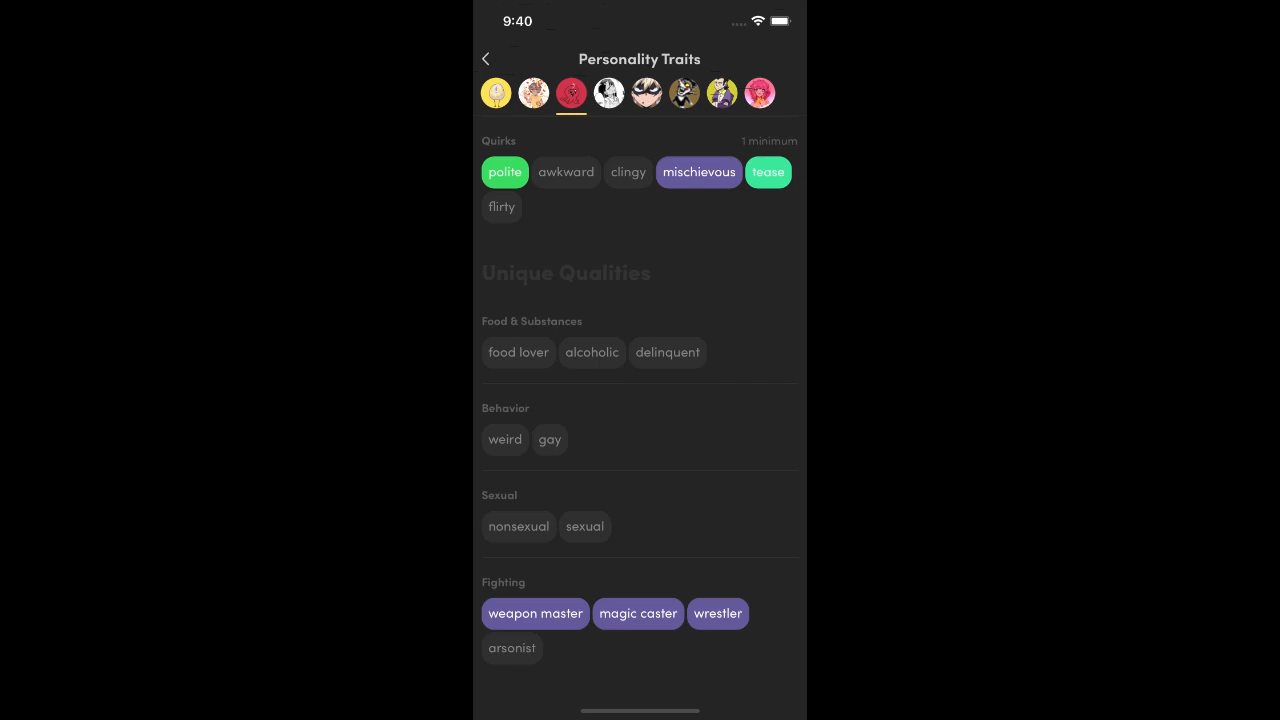 9:40
Personality Traits
Quirks 1 minimum
polite awkward clingy mischievous tease
flirty
Unique Qualities
Food & Substances
food lover alcoholic delinquent
Behavior
weird gay
Sexual
nonsexual sexual
Fighting
weapon master magic caster wrestler
arsonist